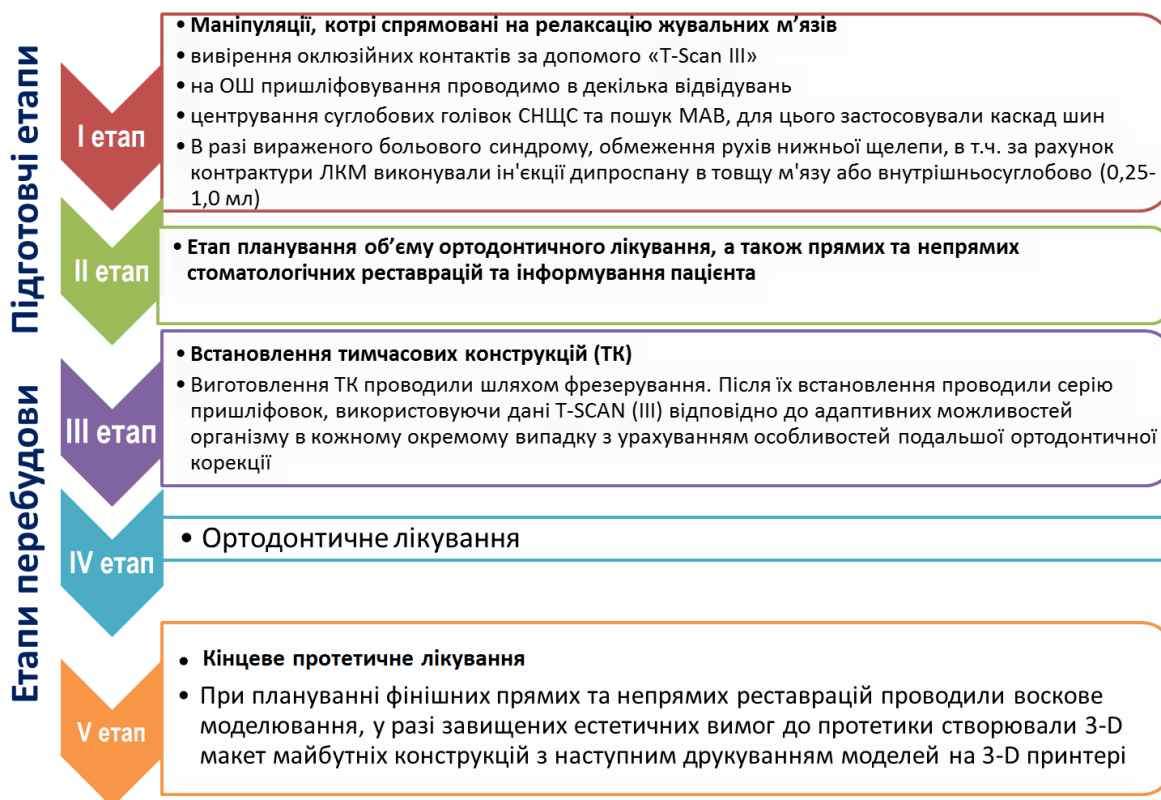 Підготовчі етапи
I етап
• Маніпуляції, котрі спрямовані на релаксацію жувальних м’язів
• вивірення оклюзійних контактів за допомого «T-Scan III»
• на ОШ пришліфовування проводимо в декілька відвідувань
• центрування суглобових голівок СНЩС та пошук МАВ, для цього застосовували каскад шин
• В разі вираженого больового синдрому, обмеження рухів нижньої щелепи, в т.ч. за рахунок
контрактури ЛКМ виконували ін'єкції дипроспану в товщу м'язу або внутрішньосуглобово (0,25-
1,0 мл)
II етап
• Етап планування об’єму ортодонтичного лікування, а також прямих та непрямих
стоматологічних реставрацій та інформування пацієнта
Етапи перебудови
III етап
• Встановлення тимчасових конструкцій (ТК)
• Виготовлення ТК проводили шляхом фрезерування. Після їх встановлення проводили серію
пришліфовок, використовуючи дані T-SCAN (III) відповідно до адаптивних можливостей
організму в кожному окремому випадку з урахуванням особливостей подальшої ортодонтичної
корекції
IV етап
• Ортодонтичне лікування
V етап
• Кінцеве протетичне лікування
• При плануванні фінішних прямих та непрямих реставрацій проводили воскове
моделювання, у разі завищених естетичних вимог до протетики створювали 3-D
макет майбутніх конструкцій з наступним друкуванням моделей на 3-D принтері